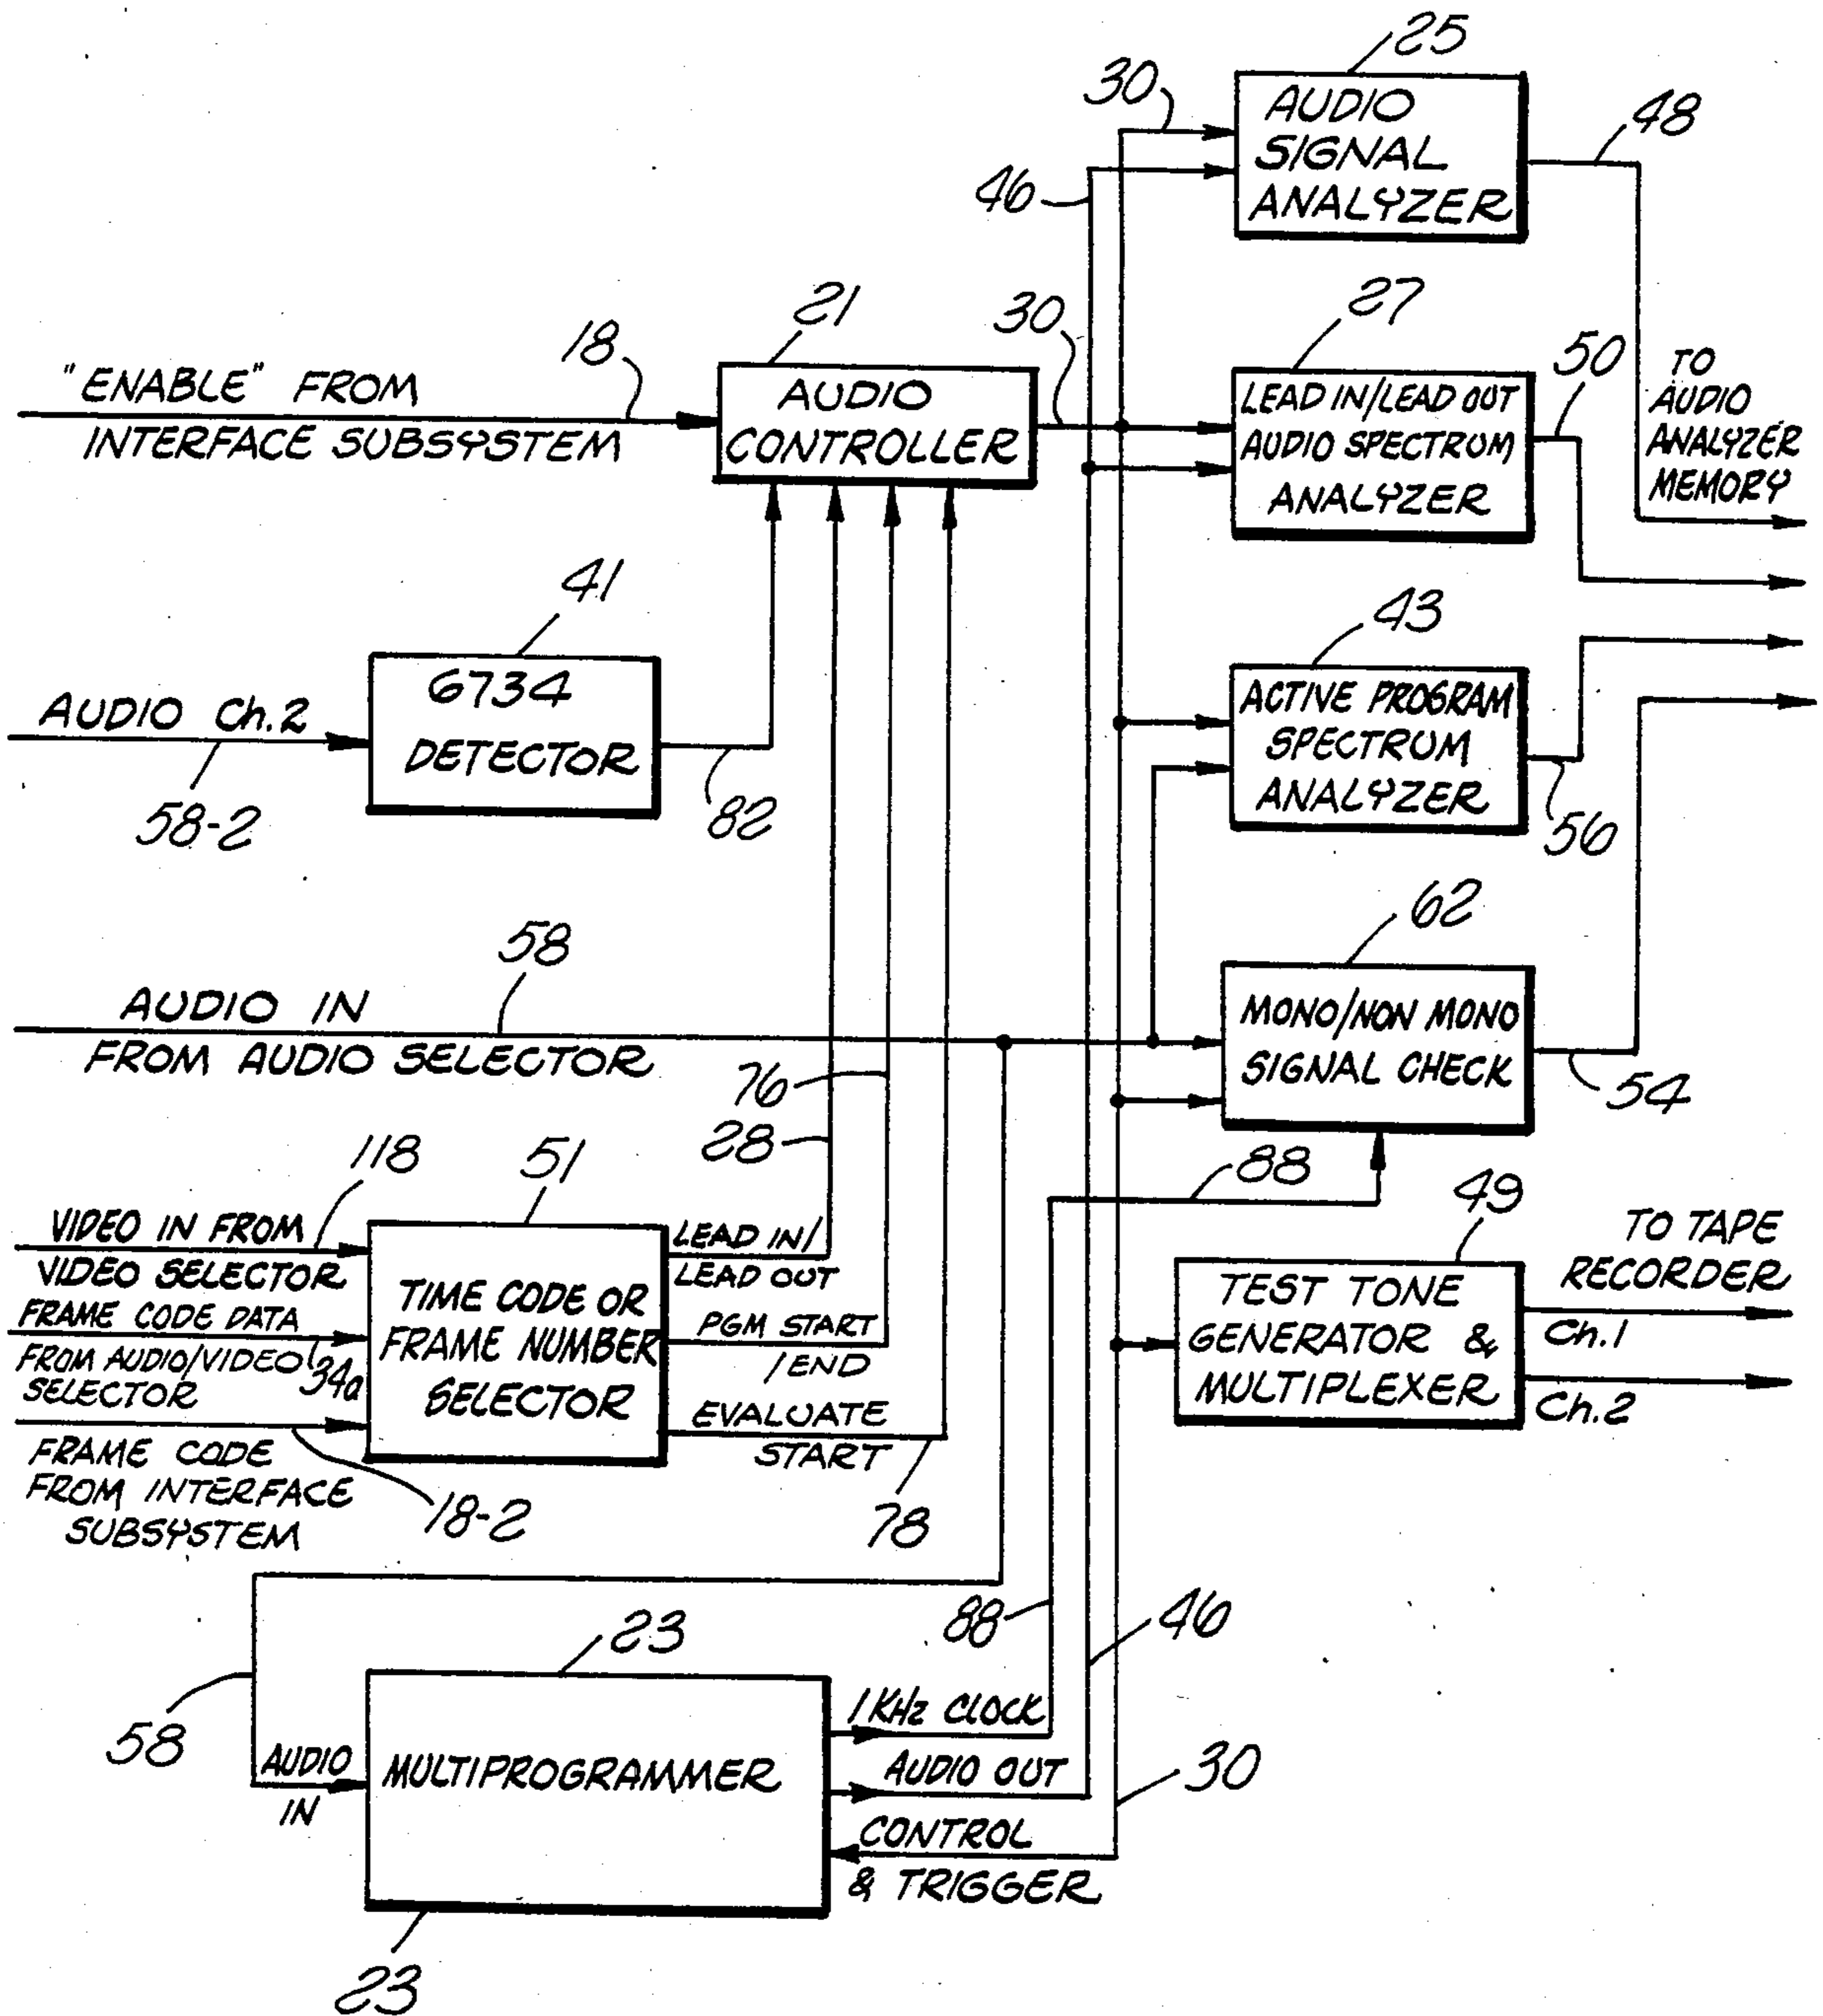 25
AUDIO
SIGNAL
ANALYZER
30
46
48
21
AUDIO
CONTROLLER
18
"ENABLE" FROM
INTERFACE SUBSYSTEM
30
27
LEAD IN/LEAD OUT
AUDIO SPECTRUM
ANALYZER
50
TO
AUDIO
ANALYZER
MEMORY
41
6734
DETECTOR
AUDIO Ch.2
58-2
82
43
ACTIVE PROGRAM
SPECTRUM
ANALYZER
56
58
AUDIO IN
FROM AUDIO SELECTOR
62
MONO/NON MONO
SIGNAL CHECK
54
76
28
88
118
51
VIDEO IN FROM
VIDEO SELECTOR
FRAME CODE DATA
FROM AUDIO/VIDEO
SELECTOR
34a
FRAME CODE
FROM INTERFACE
SUBSYSTEM
18-2
TIME CODE OR
FRAME NUMBER
SELECTOR
LEAD IN/
LEAD OUT
PGM START
/END
EVALUATE
START
78
49
TEST TONE
GENERATOR &
MULTIPLEXER
TO TAPE
RECORDER
Ch.1
Ch.2
88
46
23
58
AUDIO
IN
MULTIPROGRAMMER
1 KHz CLOCK
AUDIO OUT
CONTROL
& TRIGGER
30
23